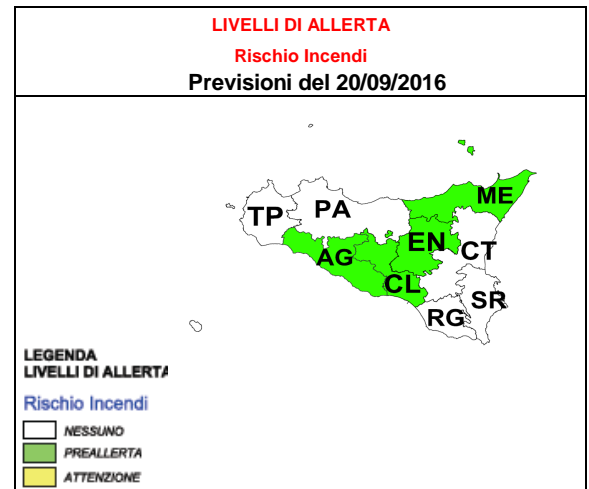 LIVELLI DI ALLERTA
Rischio Incendi
Previsioni del 20/09/2016
ME
PA
TP
EN
CT
AG
CL
SR
RG
LEGENDA
LIVELLI DI ALLERTA
Rischio Incendi
NESSUNO
PREALLERTA
ATTENZIONE